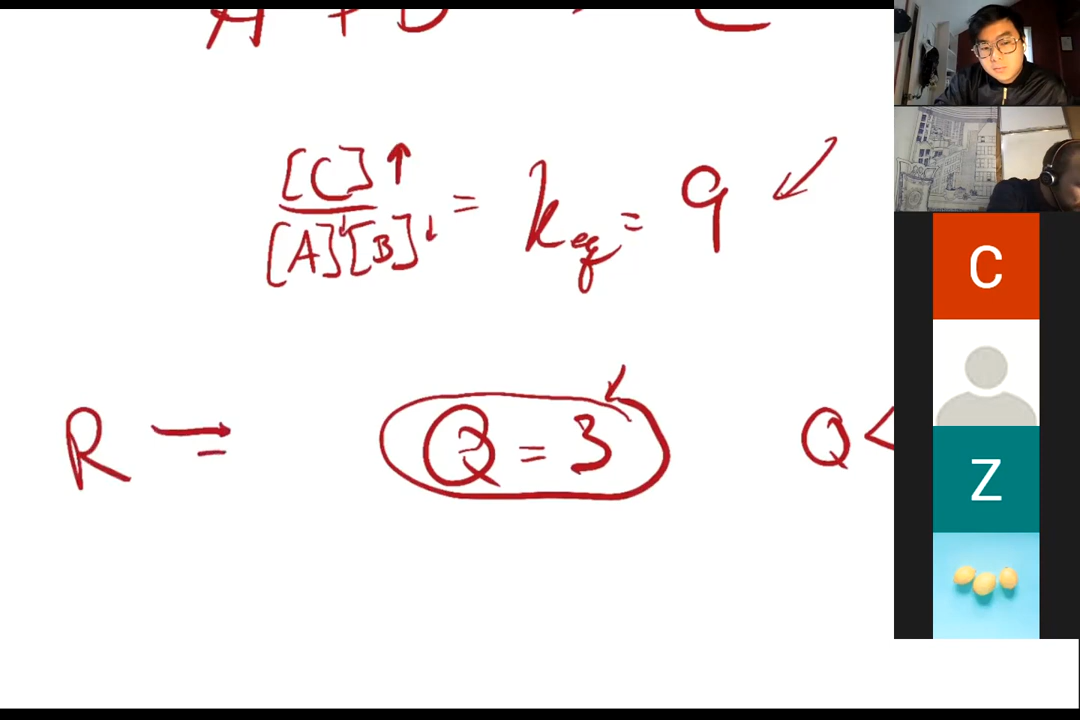 A + B C
[C]↑
[A]↓[B]↓ = keq = 9
R → = Q = 3 Q <
C
Z